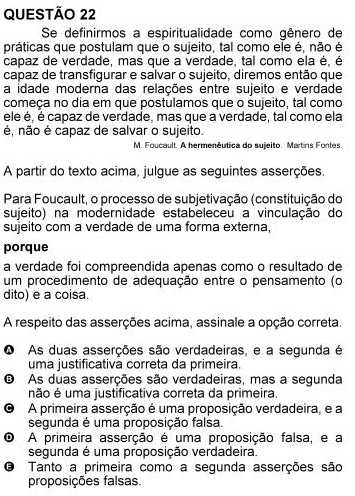 QUESTÃO 22
Se definirmos a espiritualidade como gênero de
práticas que postulam que o sujeito, tal como ele é, não é
capaz de verdade, mas que a verdade, tal como ela é, é
capaz de transfigurar e salvar o sujeito, diremos então que
a idade moderna das relações entre sujeito e verdade
começa no dia em que postulamos que o sujeito, tal como
ele é, é capaz de verdade, mas que a verdade, tal como ela
é, não é capaz de salvar o sujeito.
M. Foucault. A hermenêutica do sujeito. Martins Fontes.
A partir do texto acima, julgue as seguintes asserções.
Para Foucault, o processo de subjetivação (constituição do
sujeito) na modernidade estabeleceu a vinculação do
sujeito com a verdade de uma forma externa,
porque
a verdade foi compreendida apenas como o resultado de
um procedimento de adequação entre o pensamento (o
dito) e a coisa.
A respeito das asserções acima, assinale a opção correta.
A As duas asserções são verdadeiras, e a segunda é
uma justificativa correta da primeira.
B As duas asserções são verdadeiras, mas a segunda
não é uma justificativa correta da primeira.
C A primeira asserção é uma proposição verdadeira, e a
segunda é uma proposição falsa.
D A primeira asserção é uma proposição falsa, e a
segunda é uma proposição verdadeira.
E Tanto a primeira como a segunda asserções são
proposições falsas.